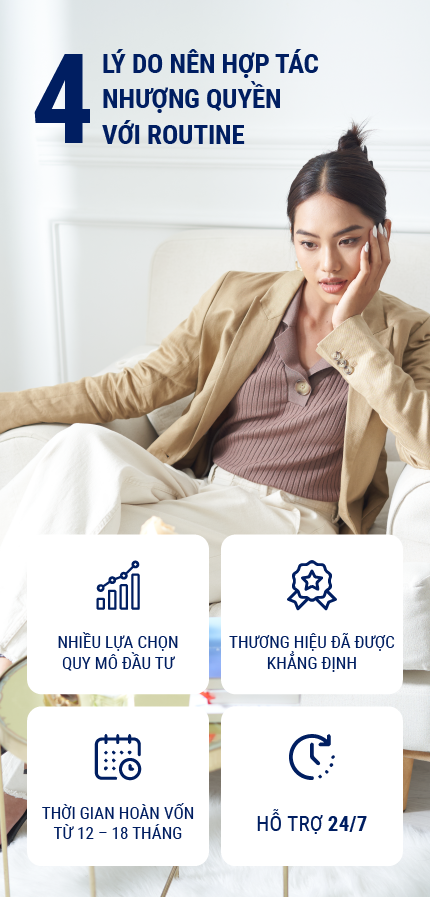 4
LÝ DO NÊN HỢP TÁC
NHƯỢNG QUYỀN
VỚI ROUTINE
NHIỀU LỰA CHỌN
QUY MÔ ĐẦU TƯ
THƯƠNG HIỆU ĐÃ ĐƯỢC
KHẲNG ĐỊNH
THỜI GIAN HOÀN VỐN
TỪ 12 – 18 THÁNG
HỖ TRỢ 24/7